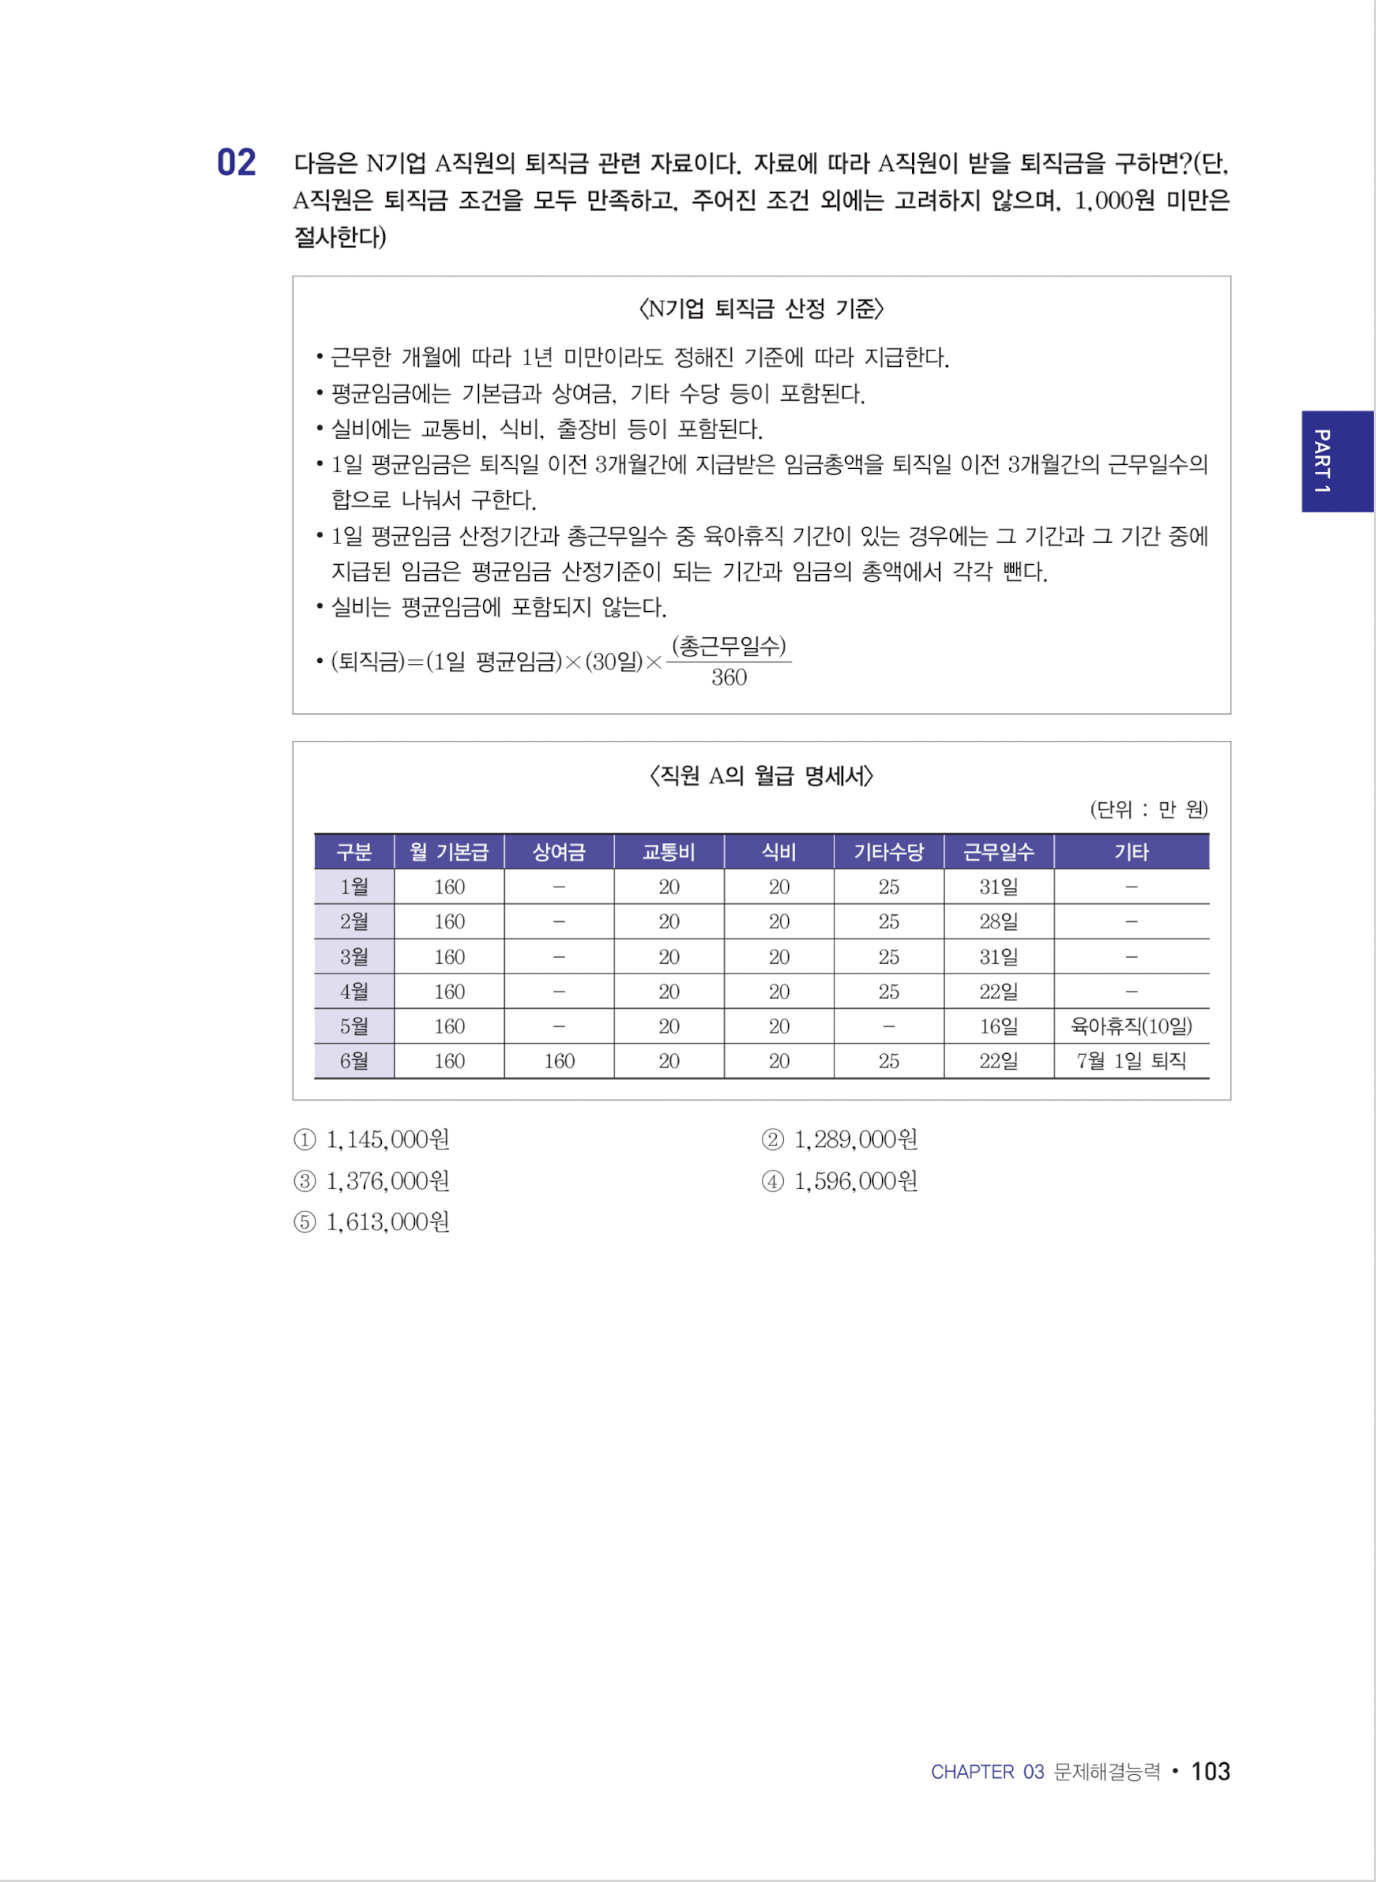 02 다음은 N기업 A직원의 퇴직금 관련 자료이다. 자료에 따라 A직원이 받을 퇴직금을 구하면?(단,
A직원은 퇴직금 조건을 모두 만족하고, 주어진 조건 외에는 고려하지 않으며, 1,000원 미만은
절사한다)
〈N기업 퇴직금 산정 기준〉
• 근무한 개월에 따라 1년 미만이라도 정해진 기준에 따라 지급한다.
• 평균임금에는 기본급과 상여금, 기타 수당 등이 포함된다.
• 실비에는 교통비, 식비, 출장비 등이 포함된다.
• 1일 평균임금은 퇴직일 이전 3개월간에 지급받은 임금총액을 퇴직일 이전 3개월간의 근무일수의
합으로 나눠서 구한다.
• 1일 평균임금 산정기간과 총근무일수 중 육아휴직 기간이 있는 경우에는 그 기간과 그 기간 중에
지급된 임금은 평균임금 산정기준이 되는 기간과 임금의 총액에서 각각 뺀다.
• 실비는 평균임금에 포함되지 않는다.
• (퇴직금)=(1일 평균임금)×(30일)×(총근무일수)
360
PART 1
〈직원 A의 월급 명세서〉
(단위 : 만 원)
구분 월 기본급 상여금 교통비 식비 기타수당 근무일수 기타
1월 160 − 20 20 25 31일 −
2월 160 − 20 20 25 28일 −
3월 160 − 20 20 25 31일 −
4월 160 − 20 20 25 22일 −
5월 160 − 20 20 − 16일 육아휴직(10일)
6월 160 160 20 20 25 22일 7월 1일 퇴직
① 1,145,000원 ② 1,289,000원
③ 1,376,000원 ④ 1,596,000원
⑤ 1,613,000원
CHAPTER 03 문제해결능력 • 103